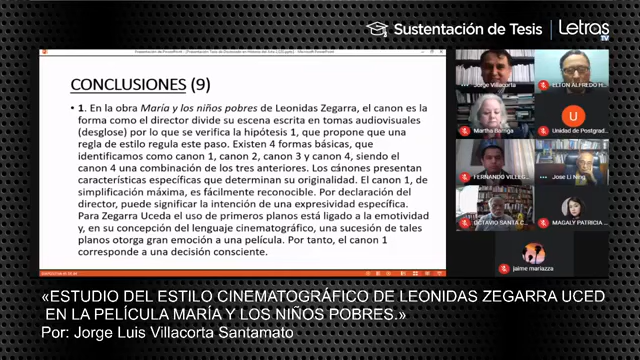 Sustentación de Tesis
Letras
TV
CONCLUSIONES (9)
• 1. En la obra María y los niños pobres de Leonidas Zegarra, el canon es la
forma como el director divide su escena escrita en tomas audiovisuales
(desglose) por lo que se verifica la hipótesis 1, que propone que una
regla de estilo regula este paso. Existen 4 formas básicas, que
identificamos como canon 1, canon 2, canon 3 y canon 4, siendo el
canon 4 una combinación de los tres anteriores. Los cánones presentan
características específicas que determinan su originalidad. El canon 1, de
simplificación máxima, es fácilmente reconocible. Por declaración del
director, puede significar la intención de una expresividad específica.
Para Zegarra Uceda el uso de primeros planos está ligado a la emotividad
y, en su concepción del lenguaje cinematográfico, una sucesión de tales
planos otorga gran emoción a una película. Por tanto, el canon 1
corresponde a una decisión consciente.
Jorge Villacorta
ELTON ALFREDO H
Martha Barriga
U
Unidad de Postgrad
FERNANDO VILLEG
Jose Li Ning
OCTAVIO SANTA C
MAGALY PATRICIA
jaime mariazza
«ESTUDIO DEL ESTILO CINEMATOGRÁFICO DE LEONIDAS ZEGARRA UCED
EN LA PELÍCULA MARÍA Y LOS NIÑOS POBRES.»
Por: Jorge Luis Villacorta Santamato